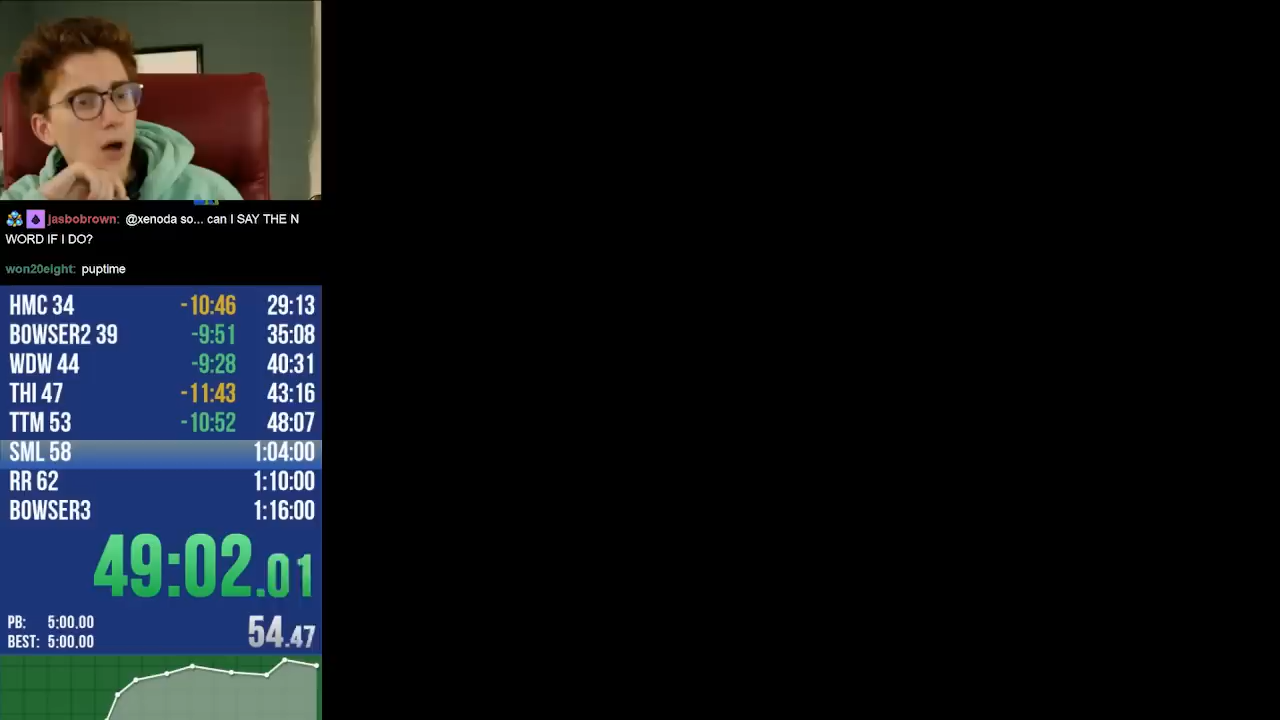 jasbobrown: @xenoda so... can I SAY THE N
WORD IF I DO?
won20eight: puptime
HMC 34 -10:46 29:13
BOWSER2 39 -9:51 35:08
WDW 44 -9:28 40:31
THI 47 -11:43 43:16
TTM 53 -10:52 48:07
SML 58 1:04:00
RR 62 1:10:00
BOWSER3 1:16:00
49:02.01
PB: 5:00.00
BEST: 5:00.00
54.47